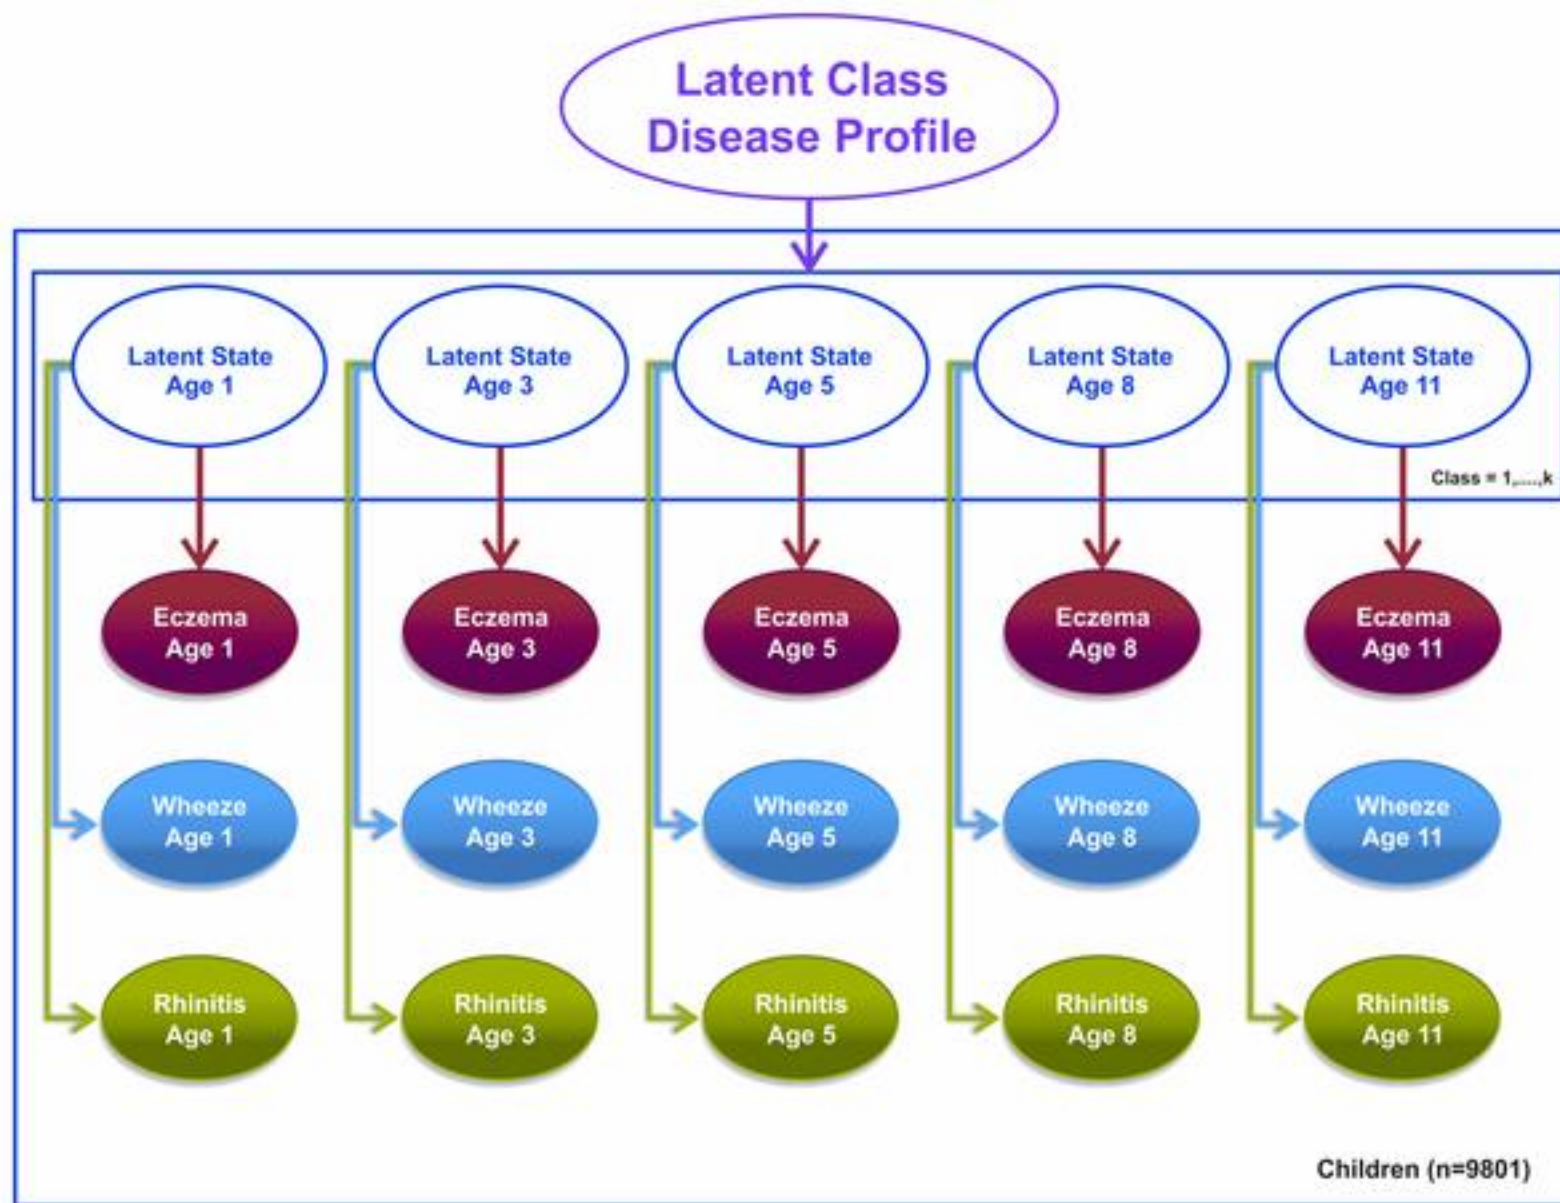 Latent Class
Disease Profile
Latent State
Age 1
Latent State
Age 3
Latent State
Age 5
Latent State
Age 8
Latent State
Age 11
Class = 1,....,k
Eczema
Age 1
Eczema
Age 3
Eczema
Age 5
Eczema
Age 8
Eczema
Age 11
Wheeze
Age 1
Wheeze
Age 3
Wheeze
Age 5
Wheeze
Age 8
Wheeze
Age 11
Rhinitis
Age 1
Rhinitis
Age 3
Rhinitis
Age 5
Rhinitis
Age 8
Rhinitis
Age 11
Children (n=9801)